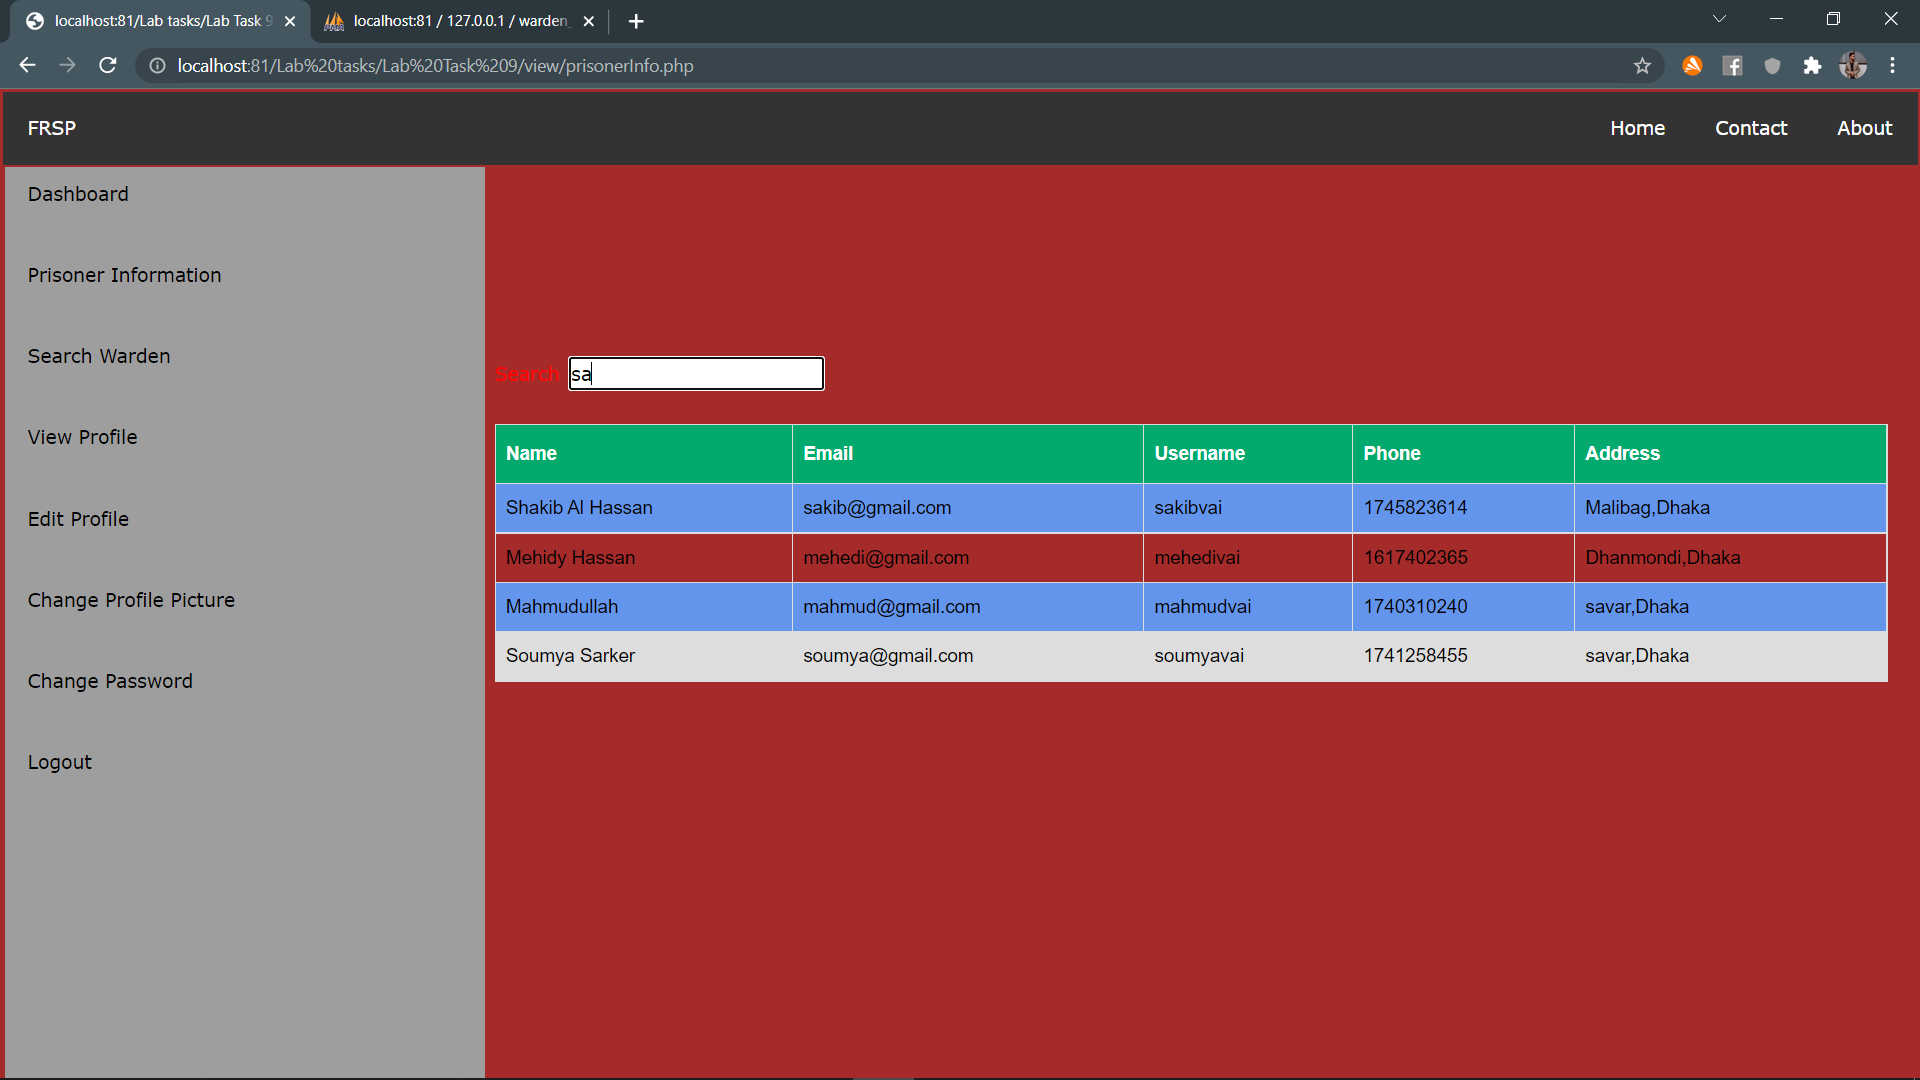 localhost:81/Lab tasks/Lab Task 9
localhost:81 / 127.0.0.1 / warden_
localhost:81/Lab%20tasks/Lab%20Task%209/view/prisonerInfo.php
FRSP Home Contact About
Dashboard
Prisoner Information
Search Warden
View Profile
Edit Profile
Change Profile Picture
Change Password
Logout
Search sa
Name Email Username Phone Address
Shakib Al Hassan sakib@gmail.com sakibvai 1745823614 Malibag,Dhaka
Mehidy Hassan mehedi@gmail.com mehedivai 1617402365 Dhanmondi,Dhaka
Mahmudullah mahmud@gmail.com mahmudvai 1740310240 savar,Dhaka
Soumya Sarker soumya@gmail.com soumyavai 1741258455 savar,Dhaka